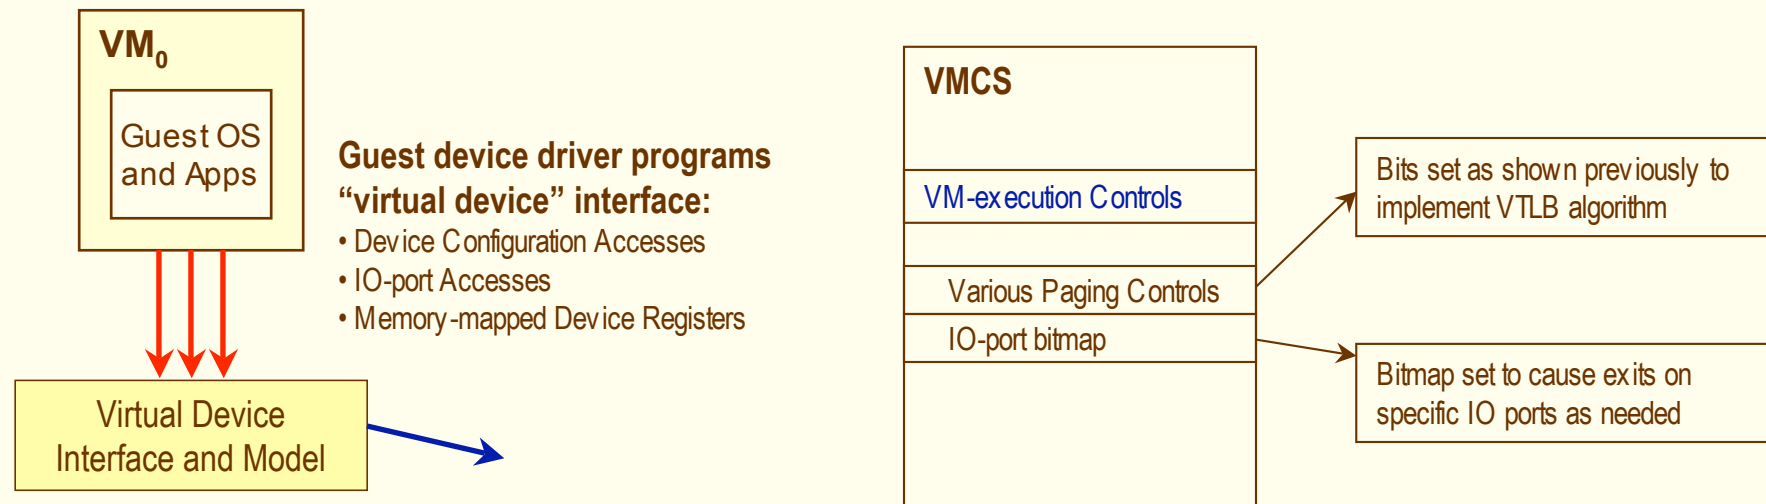 VM₀
Guest OS
and Apps
Guest device driver programs
“virtual device” interface:
• Device Configuration Accesses
• IO-port Accesses
• Memory-mapped Device Registers
Virtual Device
Interface and Model
VMCS
VM-execution Controls
Various Paging Controls
IO-port bitmap
Bits set as shown previously to
implement VTLB algorithm
Bitmap set to cause exits on
specific IO ports as needed